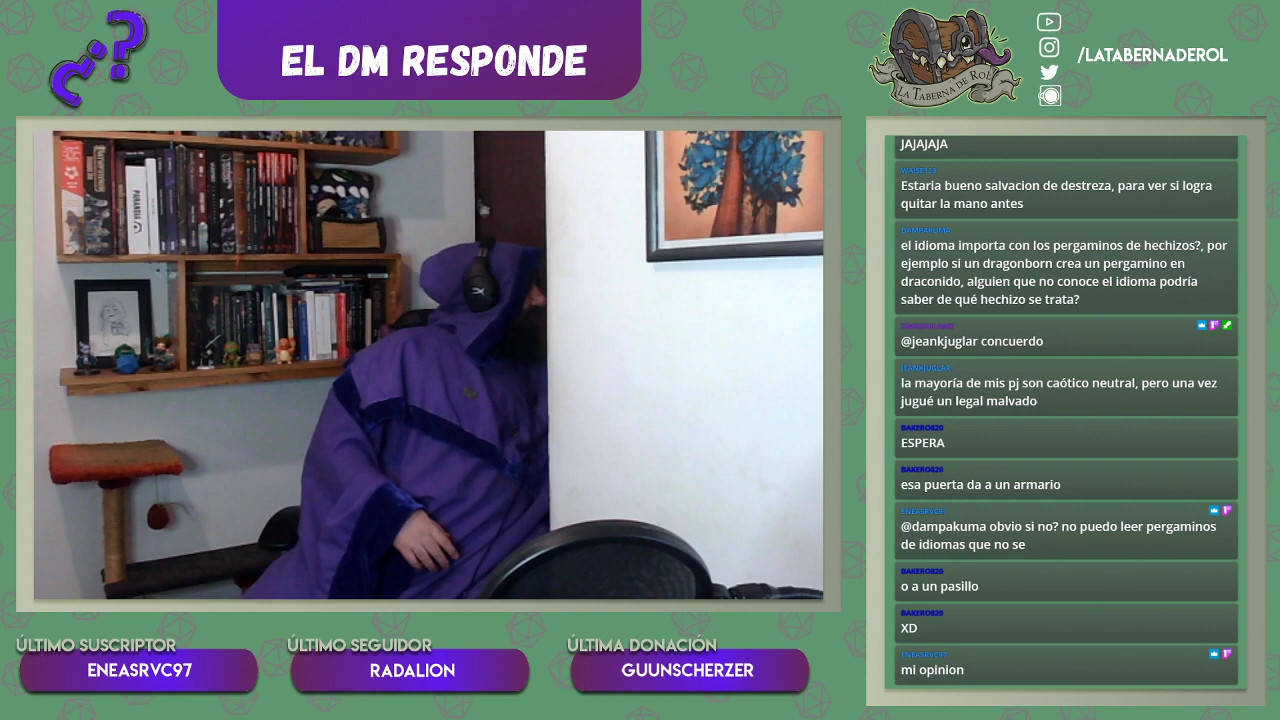 EL DM RESPONDE
LA TABERNA DE ROL
/LATABERNADEROL
PARANOIA
JAJAJAJA
WAISE123
Estaria bueno salvacion de destreza, para ver si logra
quitar la mano antes
DAMPAKUMA
el idioma importa con los pergaminos de hechizos?, por
ejemplo si un dragonborn crea un pergamino en
draconido, alguien que no conoce el idioma podría
saber de qué hechizo se trata?
@jeankjuglar concuerdo
JEANKJUGLAR
la mayoría de mis pj son caótico neutral, pero una vez
jugué un legal malvado
BAKERO820
ESPERA
BAKERO820
esa puerta da a un armario
ENEASRVC97
@dampakuma obvio si no? no puedo leer pergaminos
de idiomas que no se
BAKERO820
o a un pasillo
BAKERO820
XD
ENEASRVC97
mi opinion
ÚLTIMO SUSCRIPTOR
ENEASRVC97
ÚLTIMO SEGUIDOR
RADALION
ÚLTIMA DONACIÓN
GUUNSCHERZER